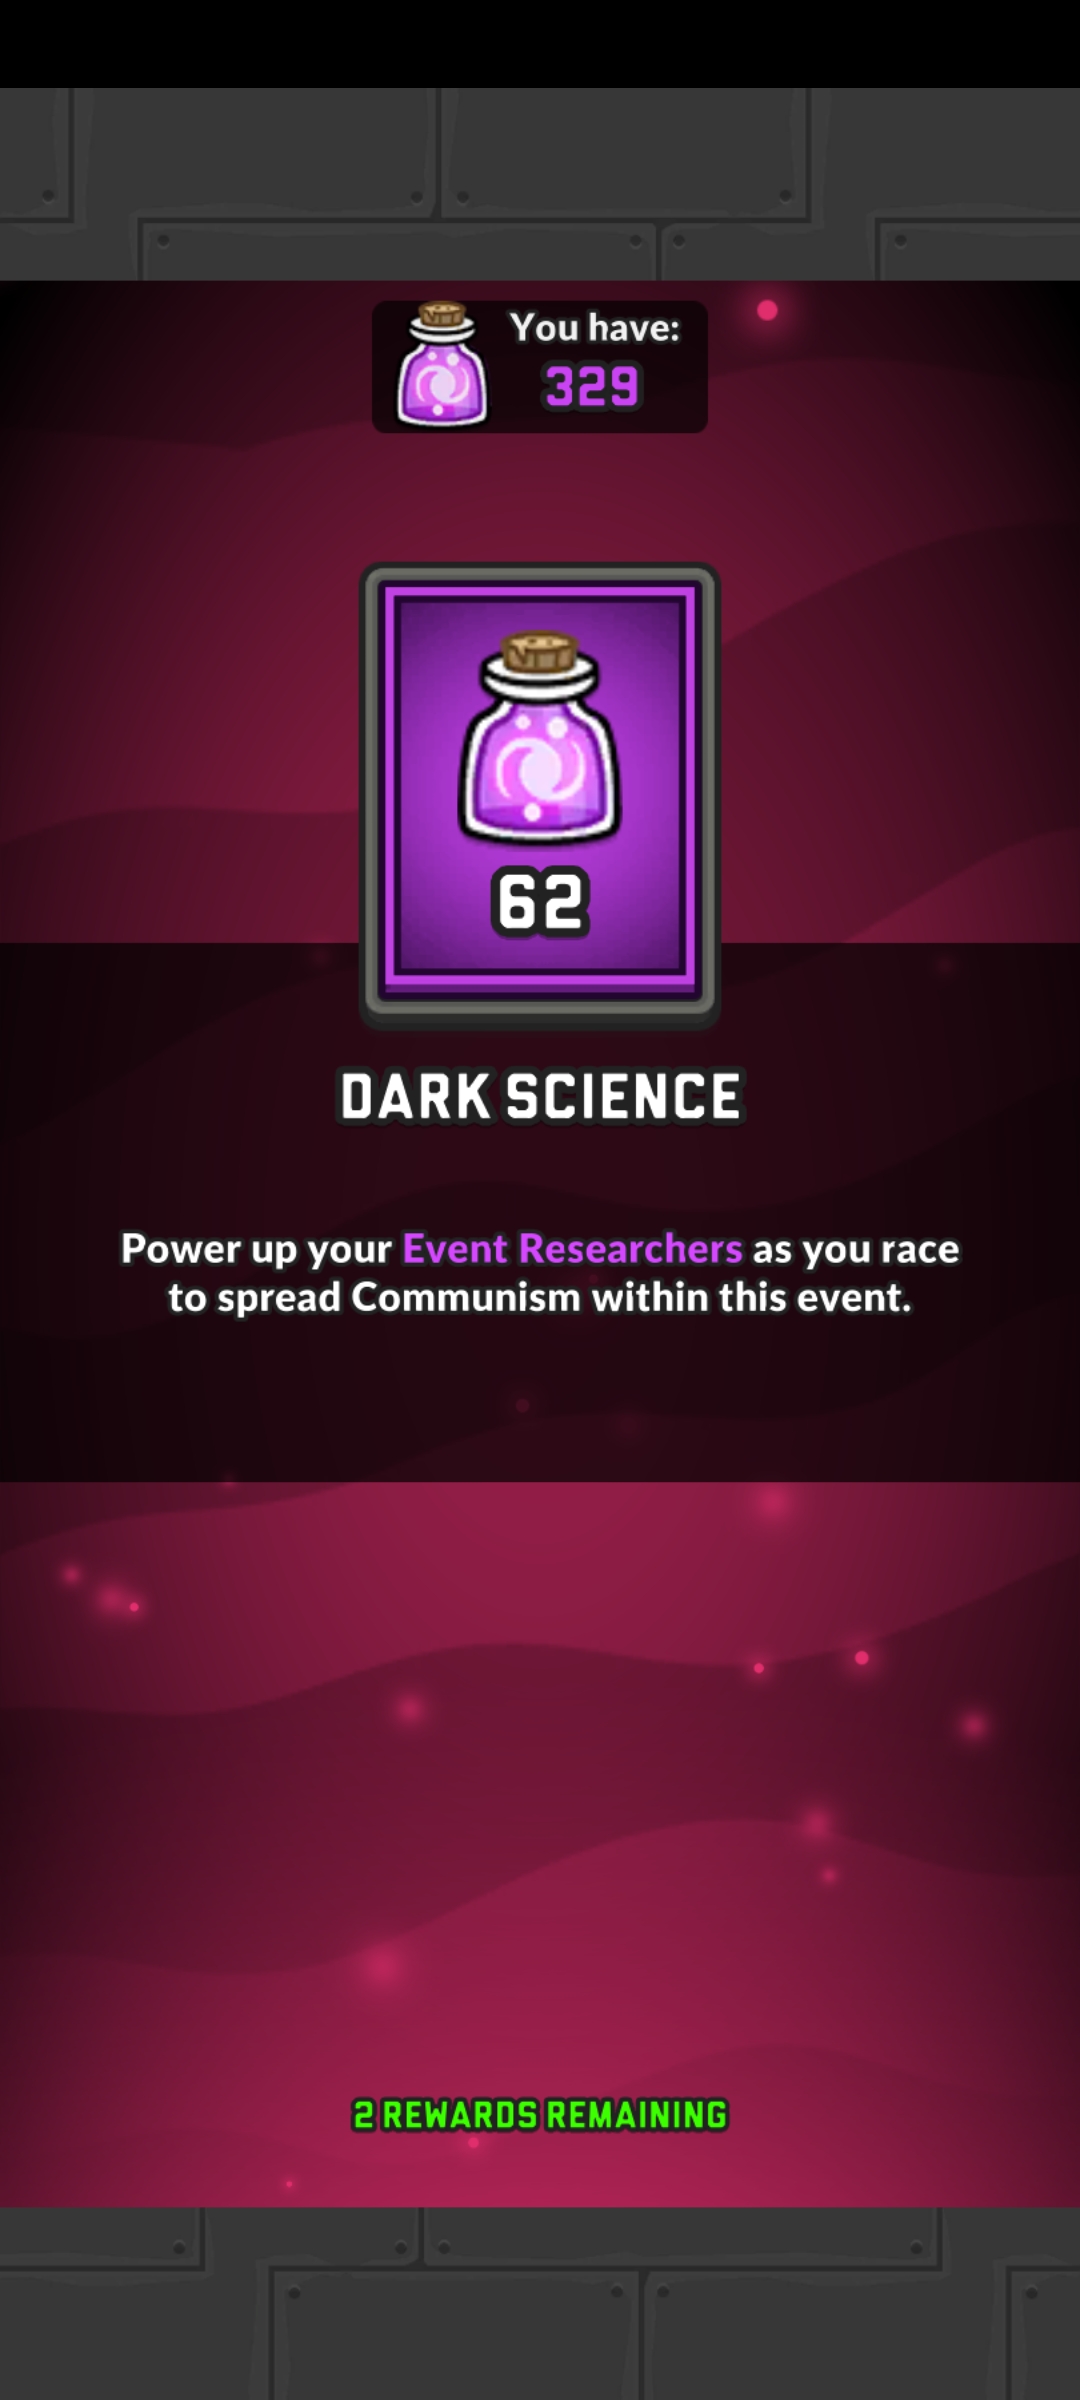 You have:
329
62
DARK SCIENCE
Power up your Event Researchers as you race
to spread Communism within this event.
2 REWARDS REMAINING